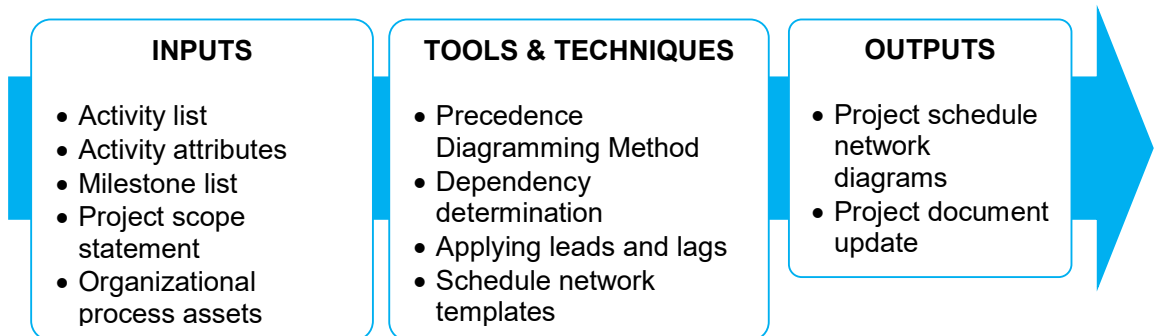 INPUTS
• Activity list
• Activity attributes
• Milestone list
• Project scope
statement
• Organizational
process assets
TOOLS & TECHNIQUES
• Precedence
Diagramming Method
• Dependency
determination
• Applying leads and lags
• Schedule network
templates
OUTPUTS
• Project schedule
network
diagrams
• Project document
update